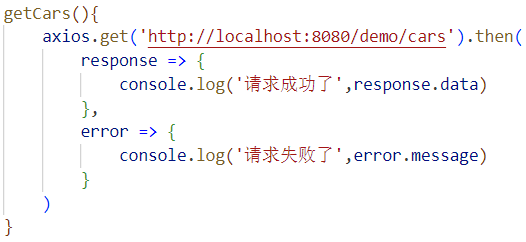 getCars(){
    axios.get('http://localhost:8080/demo/cars').then(
        response => {
            console.log('请求成功了',response.data)
        },
        error => {
            console.log('请求失败了',error.message)
        }
    )
}